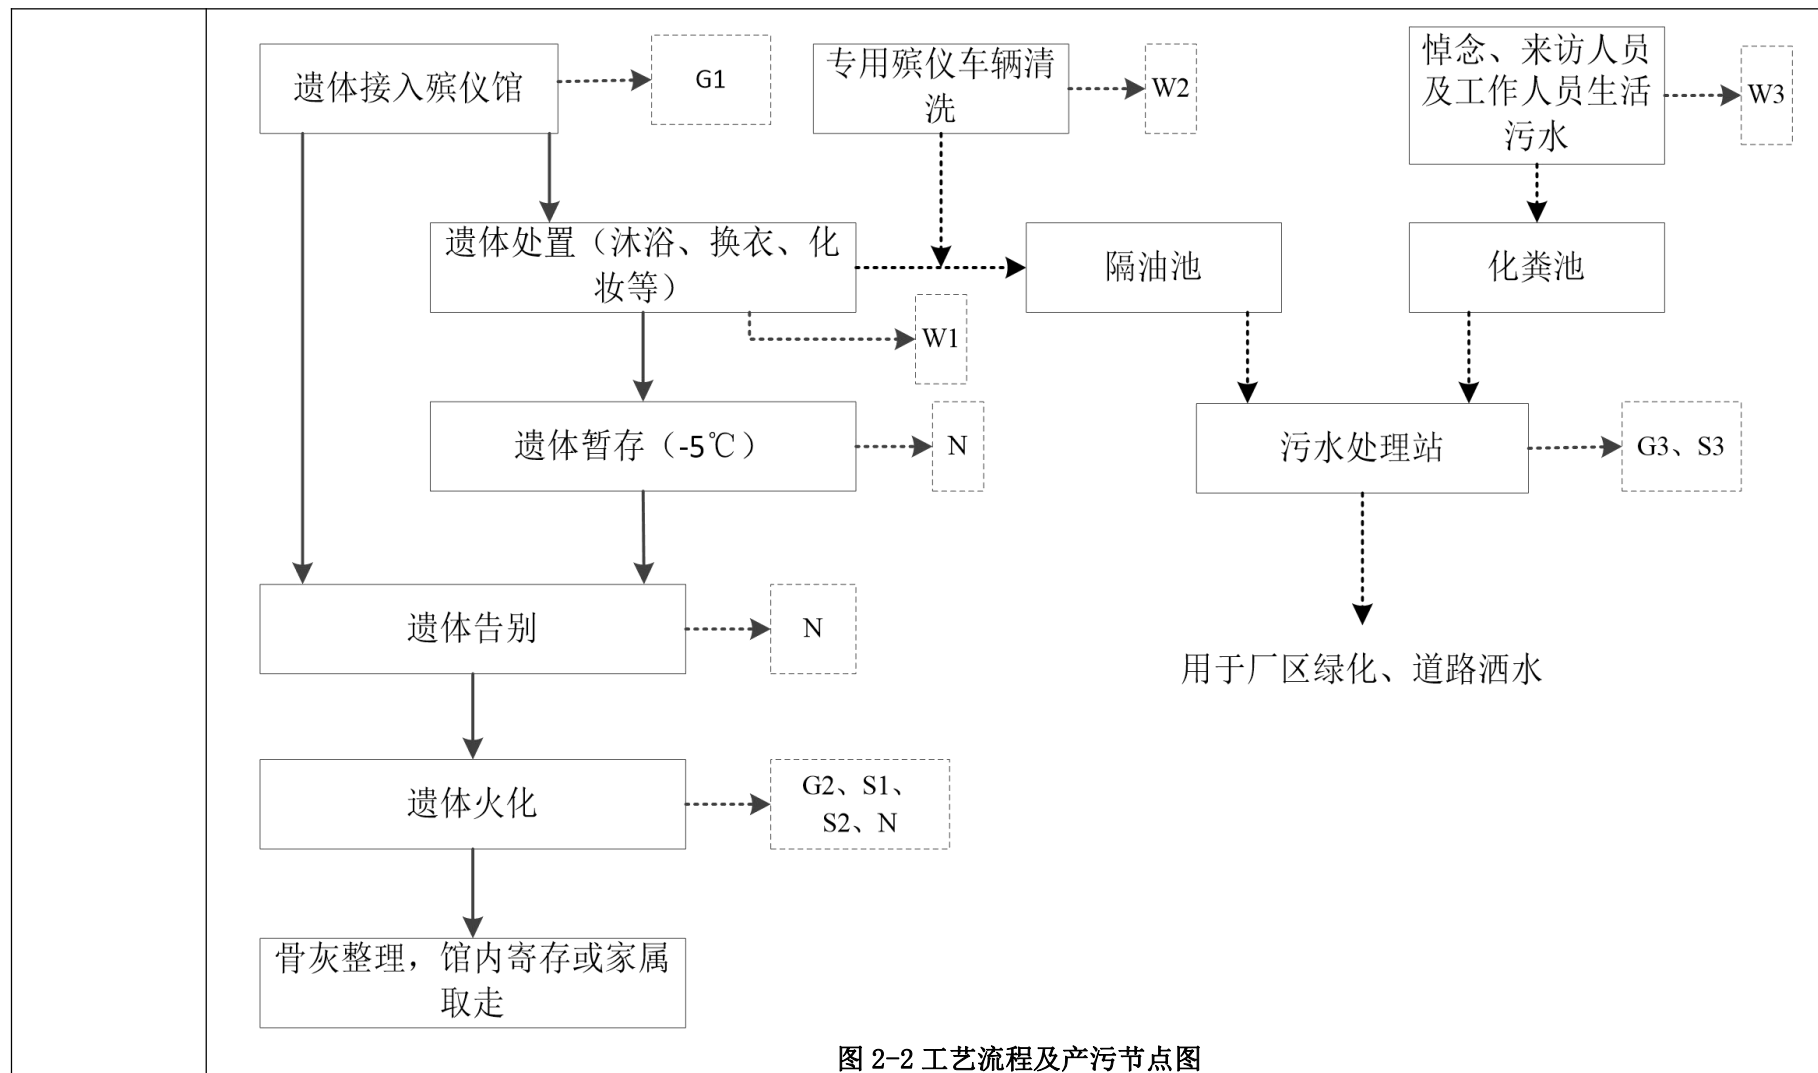 遗体接入殡仪馆
G1
专用殡仪车辆清
洗
W2
悼念、来访人员
及工作人员生活
污水
W3
遗体处置（沐浴、换衣、化
妆等）
隔油池
化粪池
W1
遗体暂存（-5℃）
N
污水处理站
G3、S3
遗体告别
N
用于厂区绿化、道路洒水
遗体火化
G2、S1、
S2、N
骨灰整理，馆内寄存或家属
取走
图 2-2 工艺流程及产污节点图